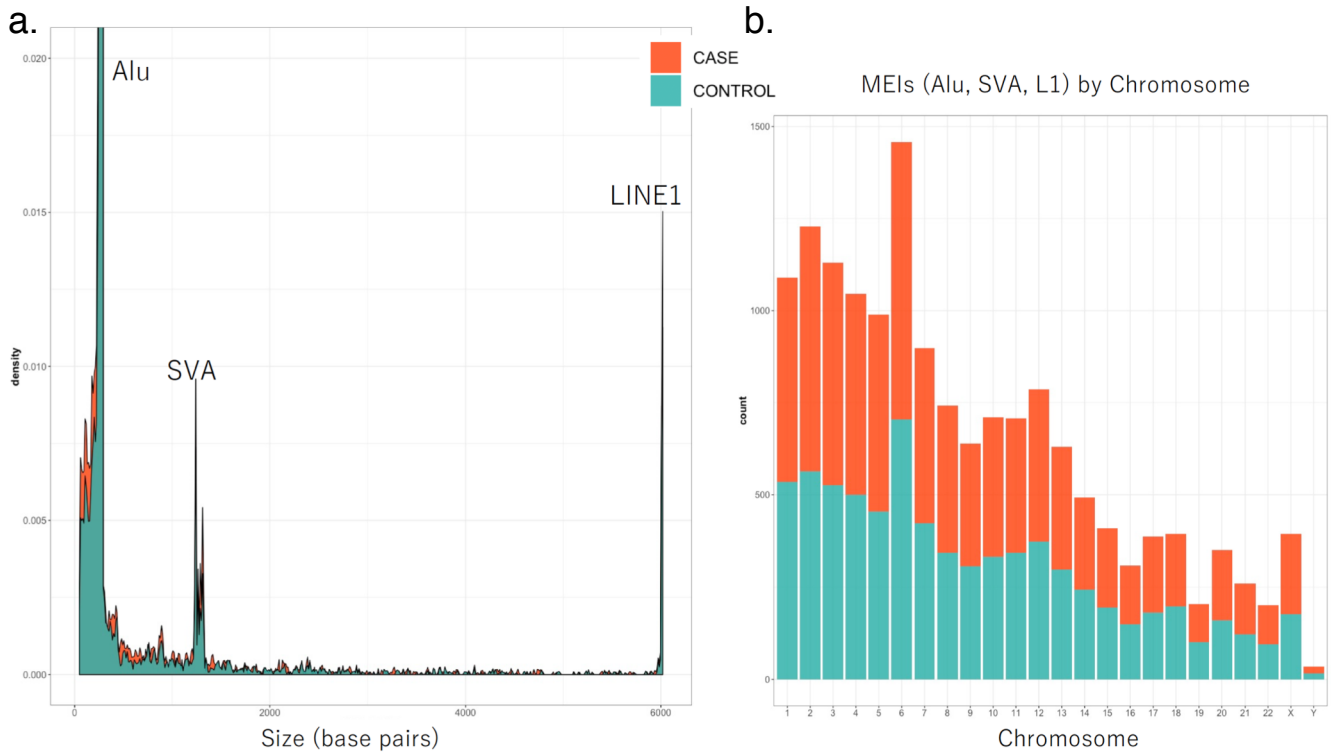 a.
Alu
SVA
LINE1
CASE
CONTROL
0.020
0.015
0.010
0.005
0.000
density
0
2000
4000
6000
Size (base pairs)
b.
MEIs (Alu, SVA, L1) by Chromosome
1500
1000
500
0
count
1 2 3 4 5 6 7 8 9 10 11 12 13 14 15 16 17 18 19 20 21 22 X Y
Chromosome